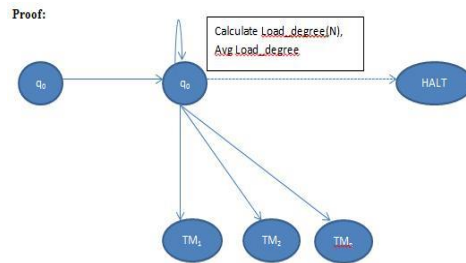 Proof:
Calculate Load_degree(N),
Avg Load_degree
q₀
q₀
HALT
TM₁
TM₂
TMₙ